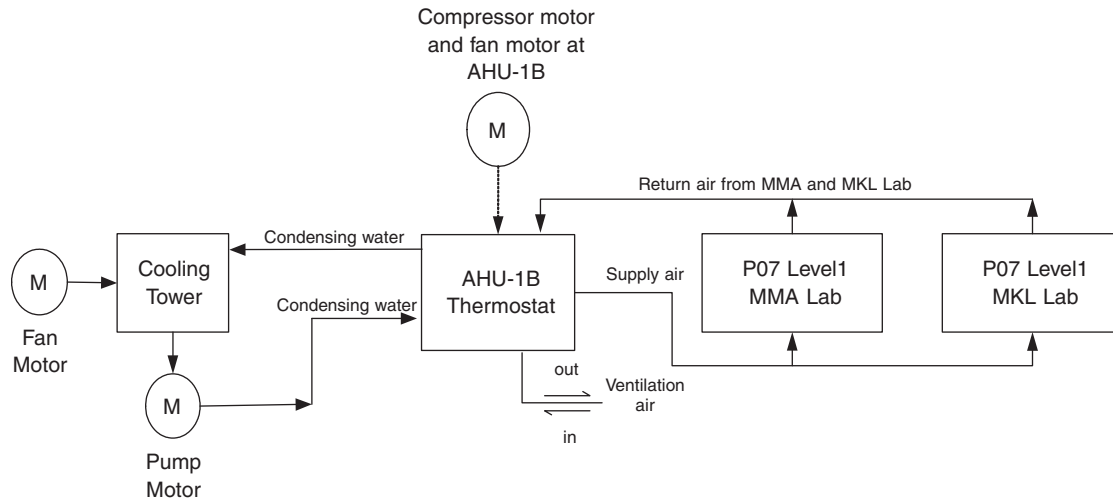 Compressor motor
and fan motor at
AHU-1B
M
Return air from MMA and MKL Lab
Condensing water
M
Cooling
Tower
AHU-1B
Thermostat
Supply air
P07 Level1
MMA Lab
P07 Level1
MKL Lab
Condensing water
Fan
Motor
M
out
Ventilation
air
in
Pump
Motor